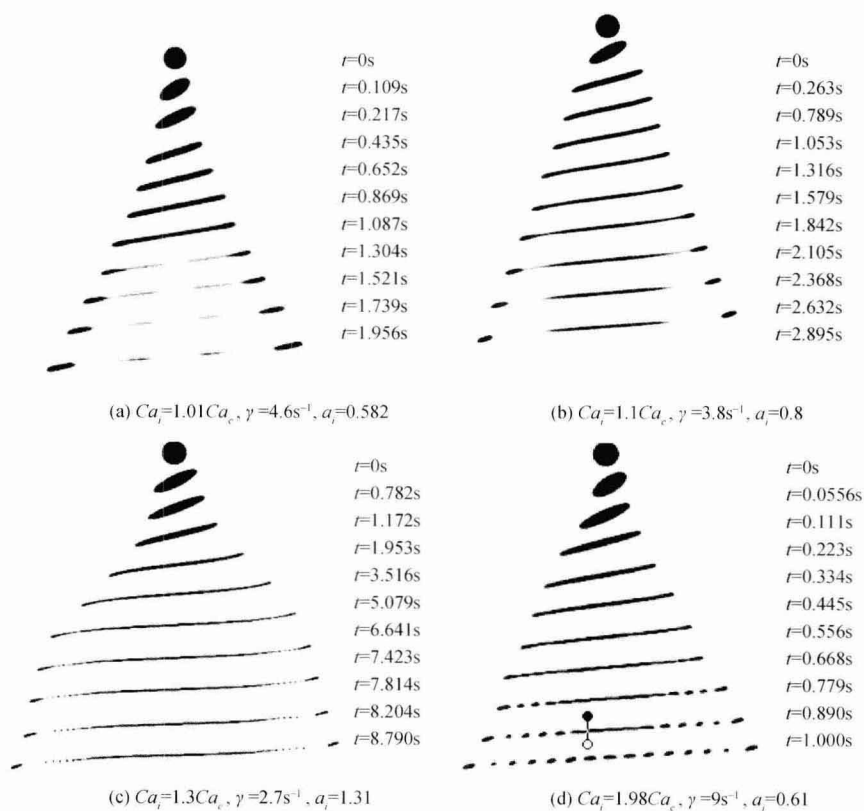 t=0s
t=0.109s
t=0.217s
t=0.435s
t=0.652s
t=0.869s
t=1.087s
t=1.304s
t=1.521s
t=1.739s
t=1.956s
(a) Caᵢ=1.01Ca꜀, γ=4.6s⁻¹, aᵢ=0.582
t=0s
t=0.263s
t=0.789s
t=1.053s
t=1.316s
t=1.579s
t=1.842s
t=2.105s
t=2.368s
t=2.632s
t=2.895s
(b) Caᵢ=1.1Ca꜀, γ=3.8s⁻¹, aᵢ=0.8
t=0s
t=0.782s
t=1.172s
t=1.953s
t=3.516s
t=5.079s
t=6.641s
t=7.423s
t=7.814s
t=8.204s
t=8.790s
(c) Caᵢ=1.3Ca꜀, γ=2.7s⁻¹, aᵢ=1.31
t=0s
t=0.0556s
t=0.111s
t=0.223s
t=0.334s
t=0.445s
t=0.556s
t=0.668s
t=0.779s
t=0.890s
t=1.000s
(d) Caᵢ=1.98Ca꜀, γ=9s⁻¹, aᵢ=0.61